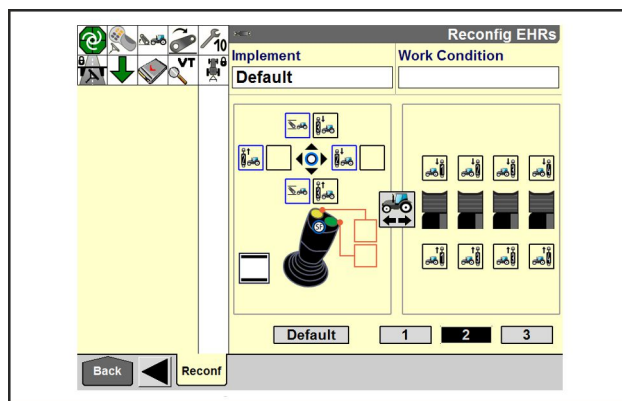 Reconfig EHRs
10
VT
Implement
Work Condition
Default
SF
Default
1
2
3
Back
Reconf